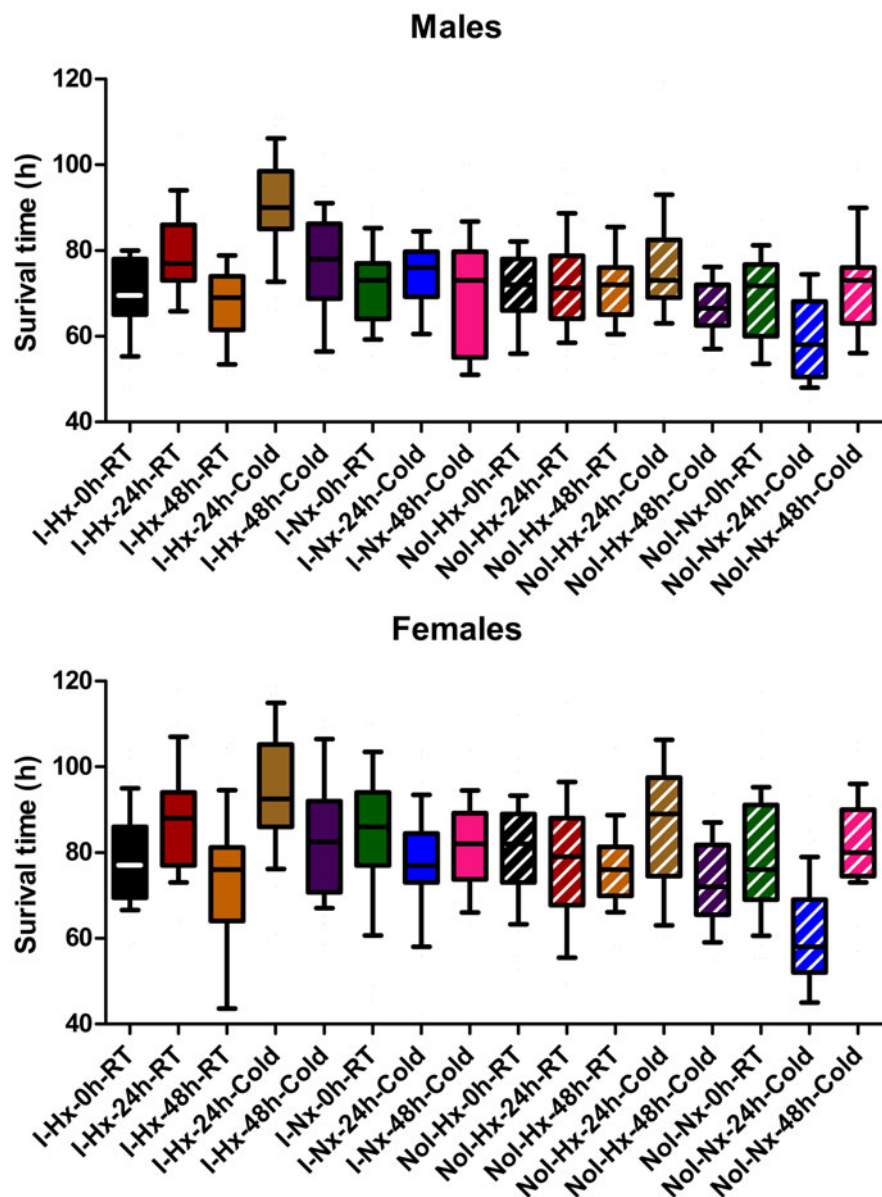 Males
Surival time (h)
120
100
80
60
40
I-Hx-0h-RT
I-Hx-24h-RT
I-Hx-48h-RT
I-Hx-24h-Cold
I-Hx-48h-Cold
I-Nx-0h-RT
I-Nx-24h-Cold
I-Nx-48h-Cold
NoI-Hx-0h-RT
NoI-Hx-24h-RT
NoI-Hx-48h-RT
NoI-Hx-24h-Cold
NoI-Hx-48h-Cold
NoI-Nx-0h-RT
NoI-Nx-24h-Cold
NoI-Nx-48h-Cold
Females
Surival time (h)
120
100
80
60
40
I-Hx-0h-RT
I-Hx-24h-RT
I-Hx-48h-RT
I-Hx-24h-Cold
I-Hx-48h-Cold
I-Nx-0h-RT
I-Nx-24h-Cold
I-Nx-48h-Cold
NoI-Hx-0h-RT
NoI-Hx-24h-RT
NoI-Hx-48h-RT
NoI-Hx-24h-Cold
NoI-Hx-48h-Cold
NoI-Nx-0h-RT
NoI-Nx-24h-Cold
NoI-Nx-48h-Cold